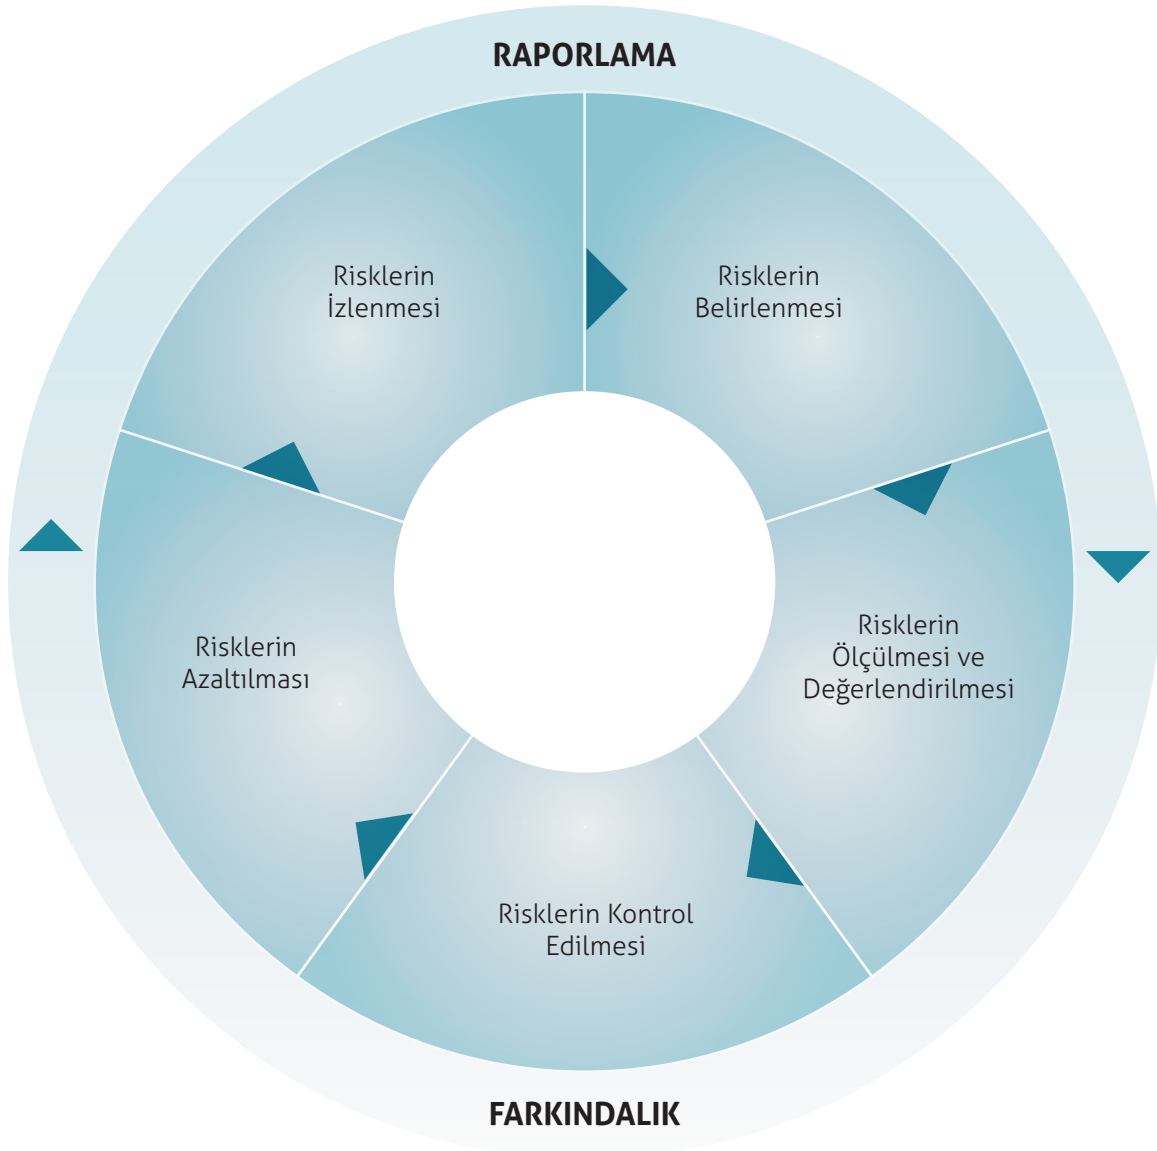 RAPORLAMA
Risklerin
İzlenmesi
Risklerin
Belirlenmesi
Risklerin
Ölçülmesi ve
Değerlendirilmesi
Risklerin
Azaltılması
Risklerin Kontrol
Edilmesi
FARKINDALIK